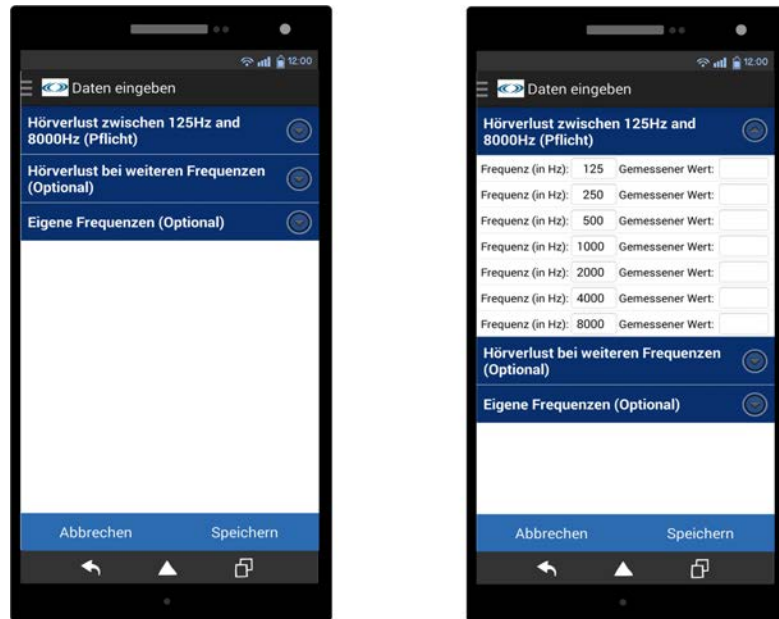 12:00
Daten eingeben
Hörverlust zwischen 125Hz and
8000Hz (Pflicht)
Hörverlust bei weiteren Frequenzen
(Optional)
Eigene Frequenzen (Optional)
Abbrechen Speichern
12:00
Daten eingeben
Hörverlust zwischen 125Hz and
8000Hz (Pflicht)
Frequenz (in Hz): 125 Gemessener Wert:
Frequenz (in Hz): 250 Gemessener Wert:
Frequenz (in Hz): 500 Gemessener Wert:
Frequenz (in Hz): 1000 Gemessener Wert:
Frequenz (in Hz): 2000 Gemessener Wert:
Frequenz (in Hz): 4000 Gemessener Wert:
Frequenz (in Hz): 8000 Gemessener Wert:
Hörverlust bei weiteren Frequenzen
(Optional)
Eigene Frequenzen (Optional)
Abbrechen Speichern